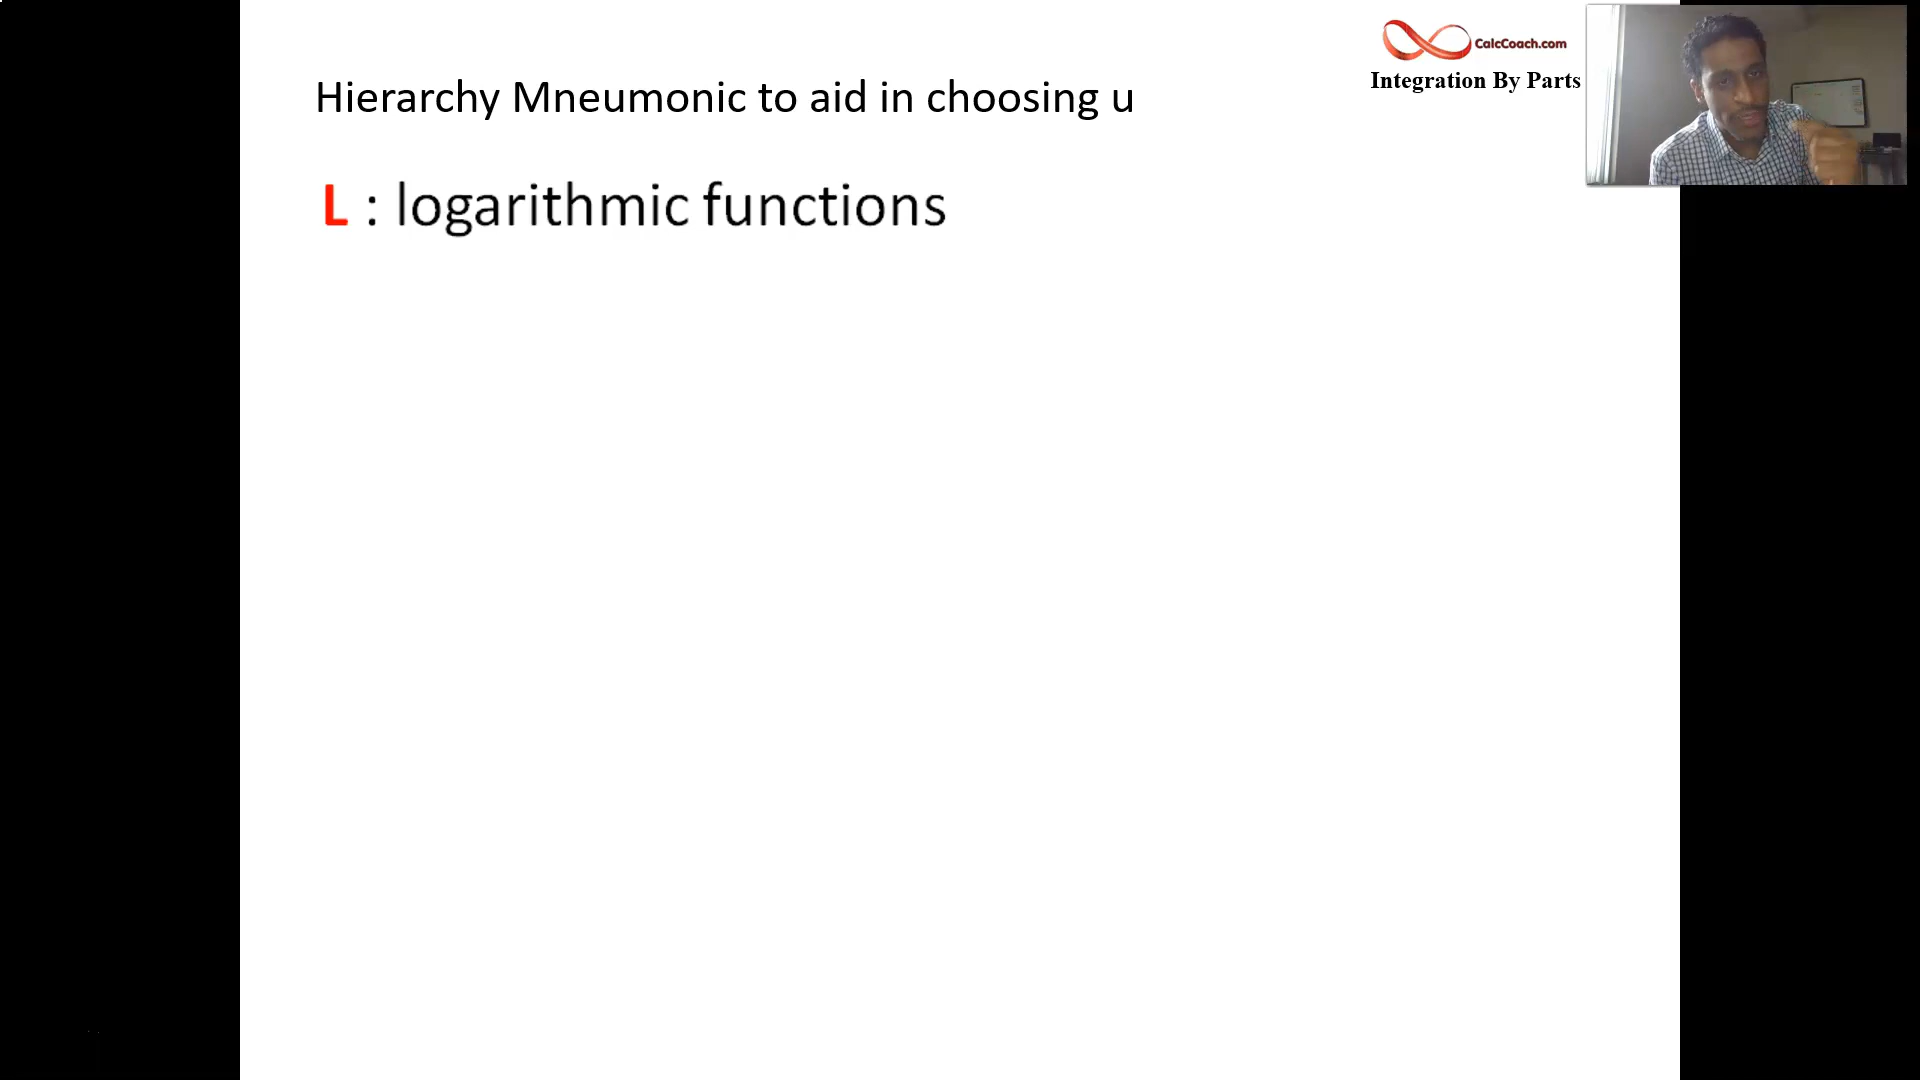 CalcCoach.com
Integration By Parts
Hierarchy Mneumonic to aid in choosing u
L : logarithmic functions